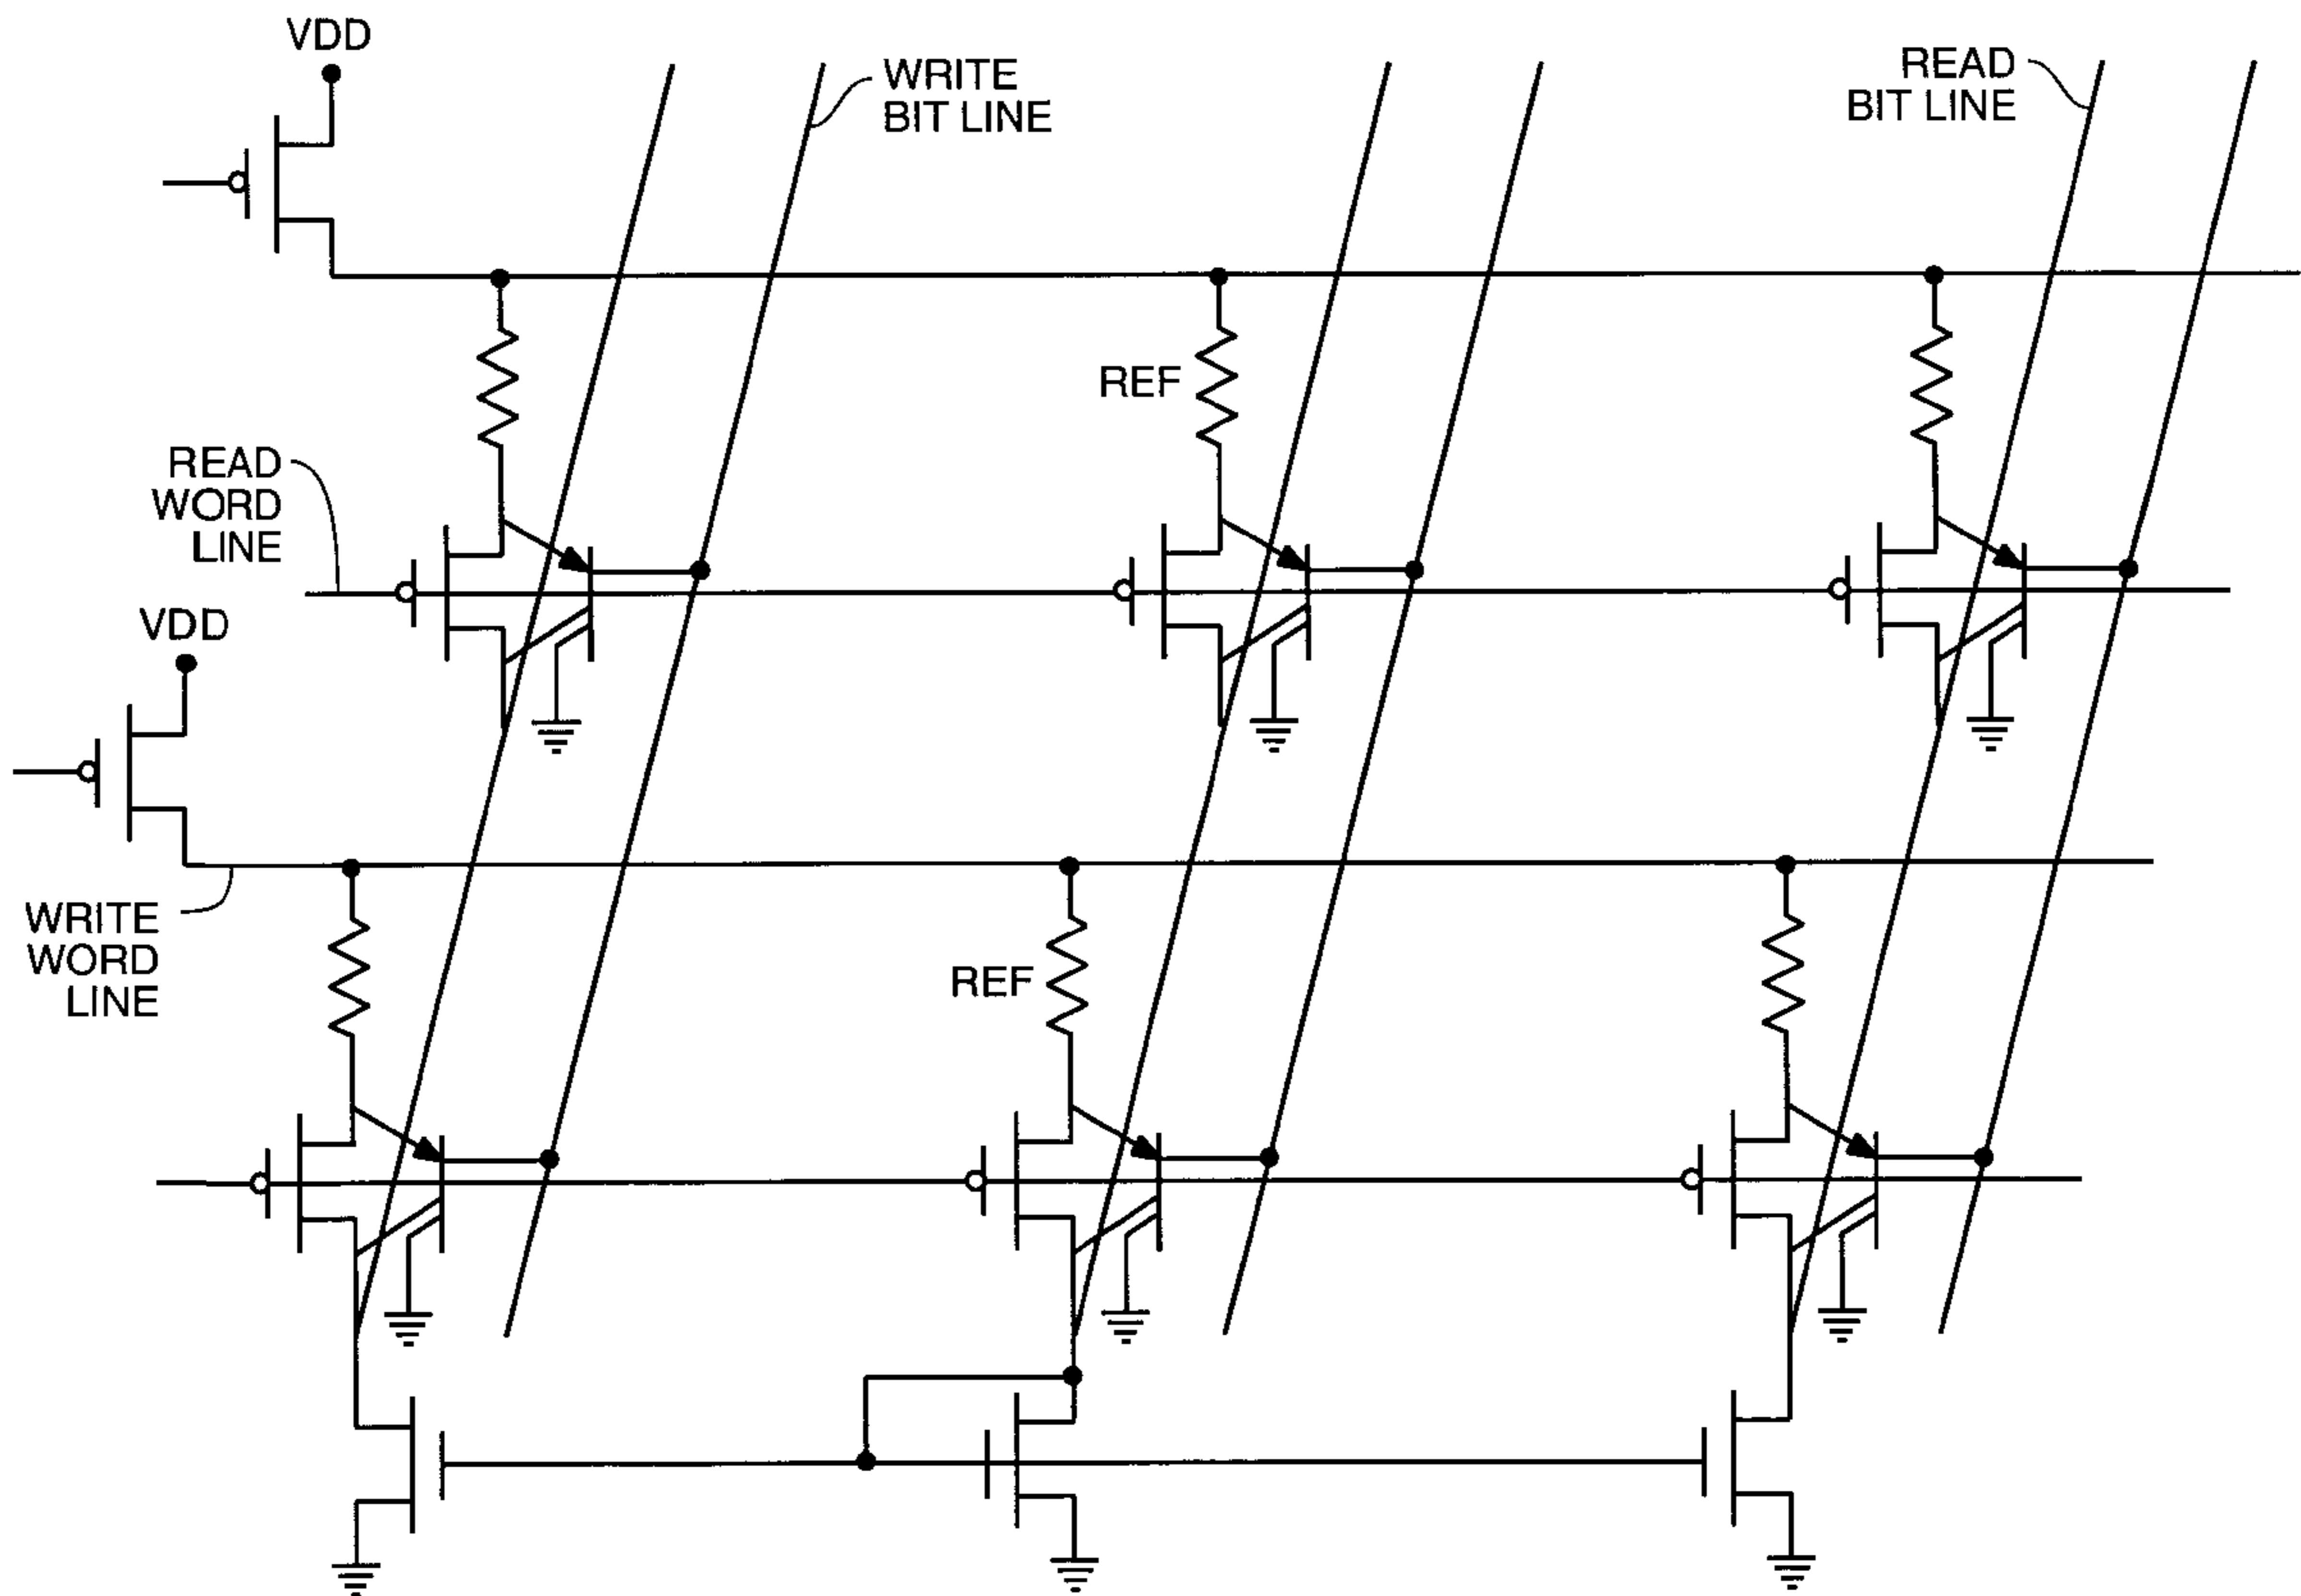 VDD
WRITE
BIT LINE
READ
BIT LINE
REF
READ
WORD
LINE
VDD
WRITE
WORD
LINE
REF